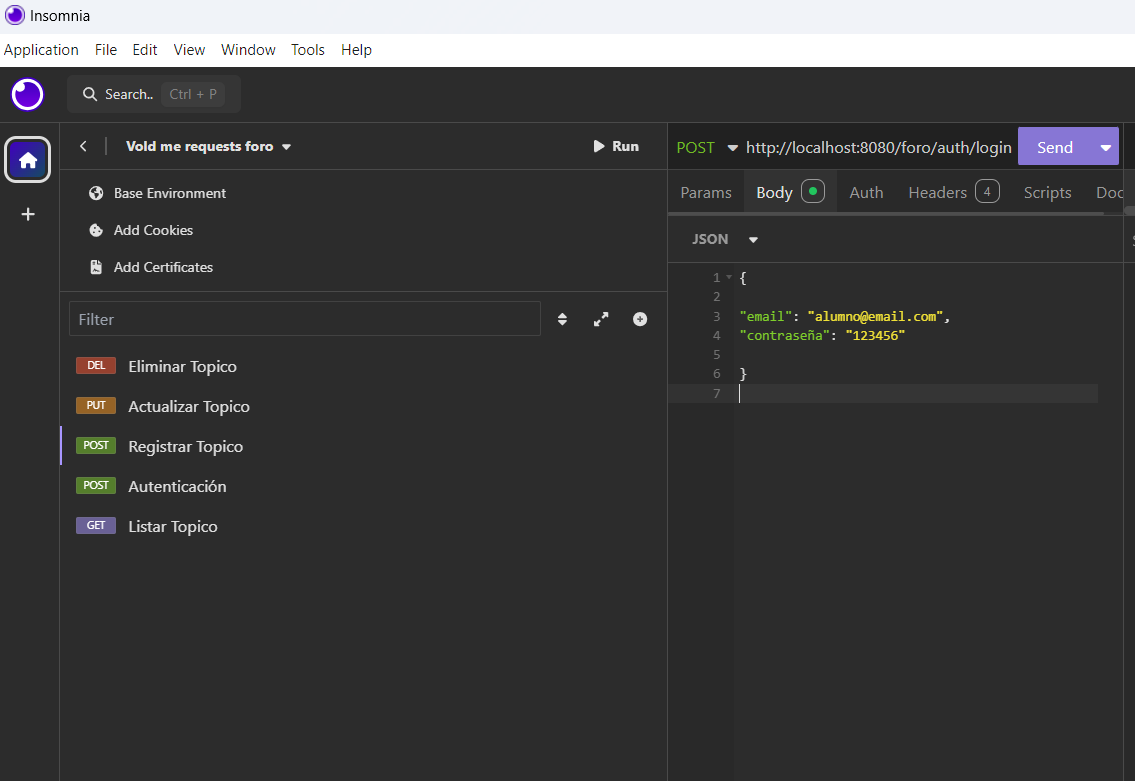 Insomnia
Application File Edit View Window Tools Help
Search.. Ctrl + P
Vold me requests foro
Run
Base Environment
Add Cookies
Add Certificates
Filter
DEL Eliminar Topico
PUT Actualizar Topico
POST Registrar Topico
POST Autenticación
GET Listar Topico
POST http://localhost:8080/foro/auth/login Send
Params Body Auth Headers 4 Scripts Doc
JSON
1 {
2
3 "email": "alumno@email.com",
4 "contraseña": "123456"
5
6 }
7